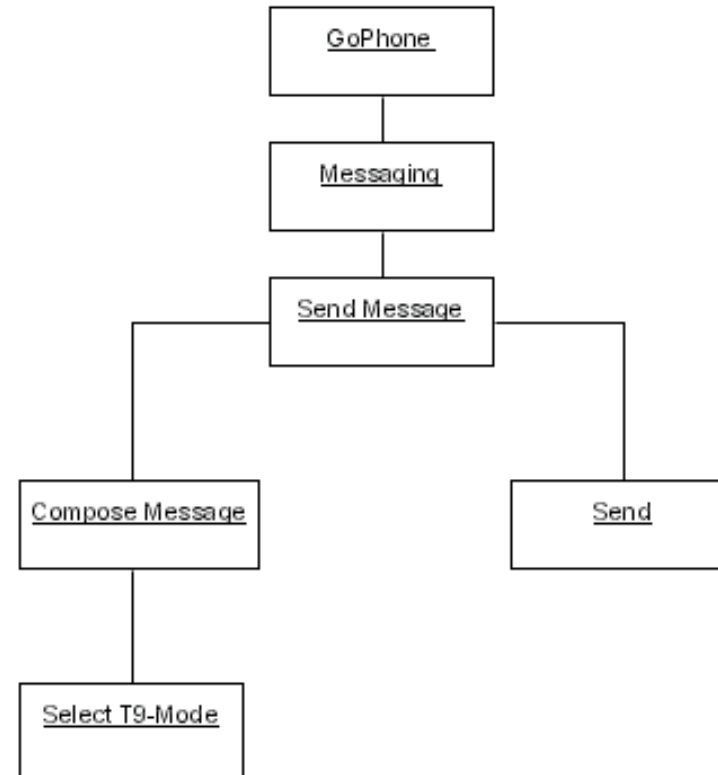 GoPhone
Messaging
Send Message
Compose Message
Send
Select T9-Mode